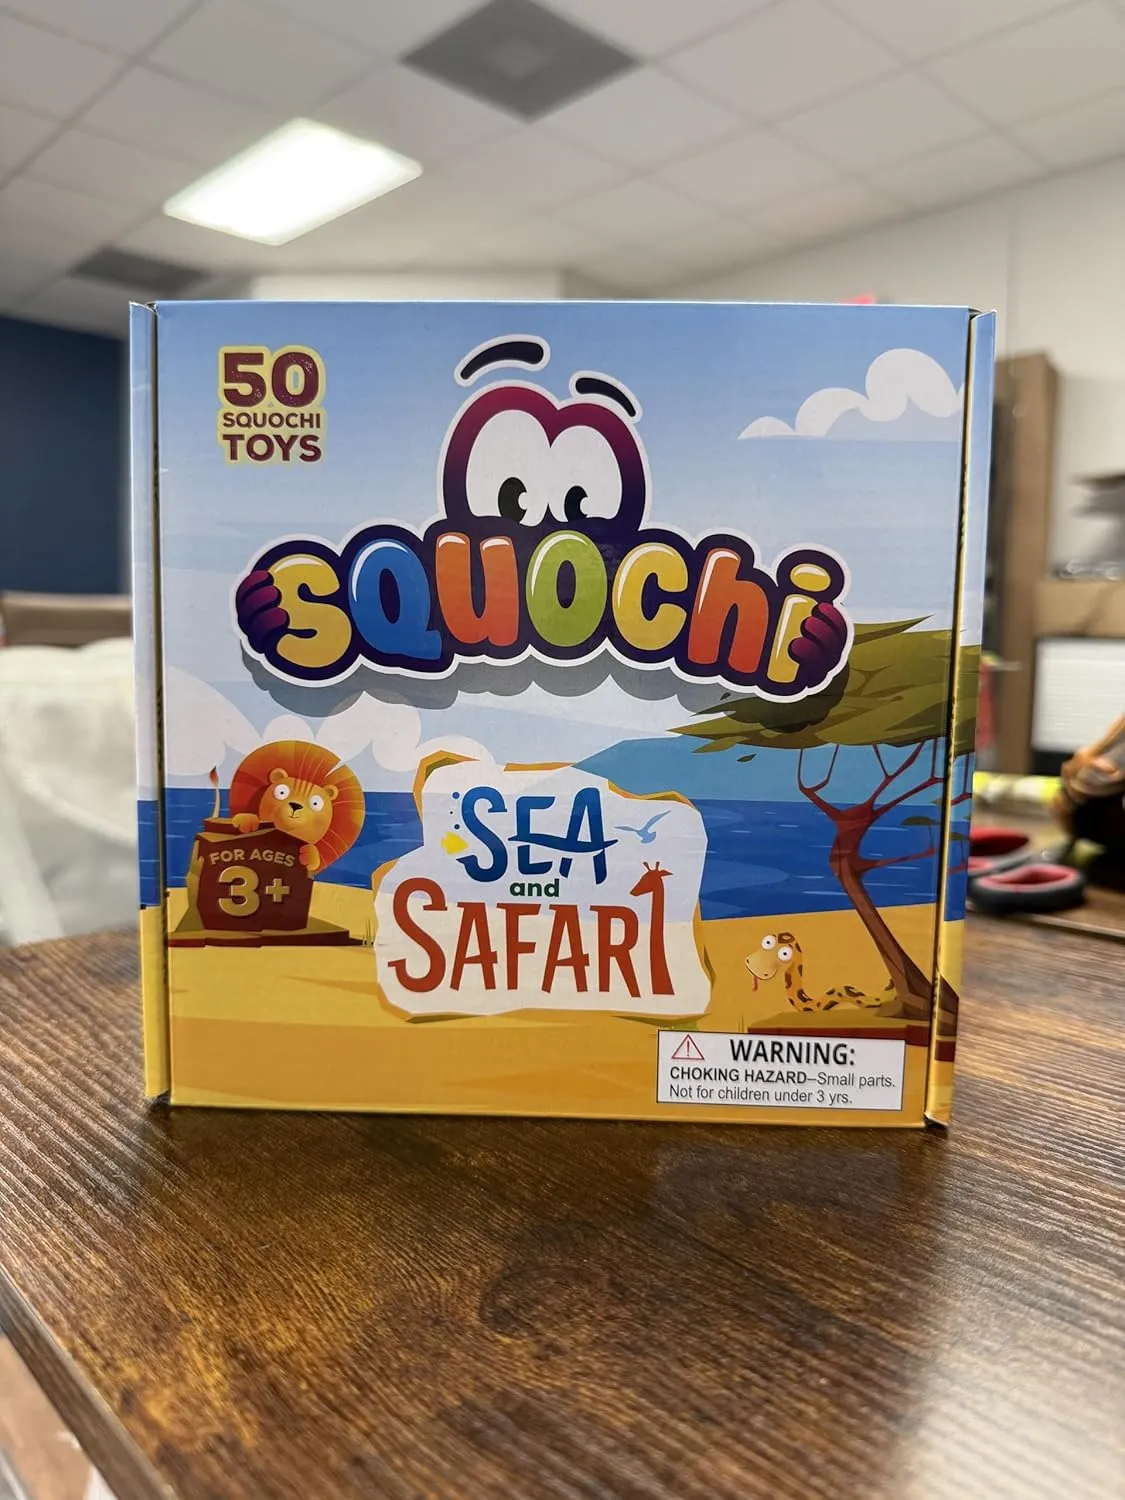 50
SQUOCHI
TOYS
squochi
FOR AGES
3+
SEA
and
SAFARI
WARNING:
CHOKING HAZARD–Small parts.
Not for children under 3 yrs.